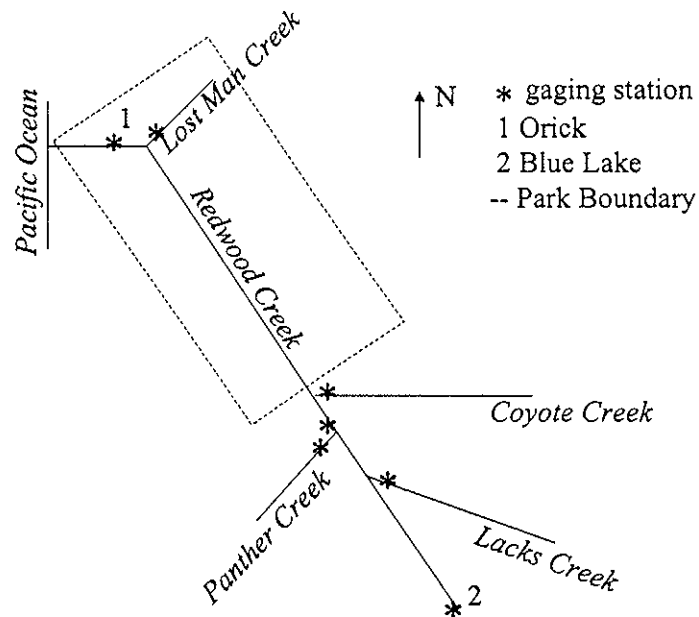 Lost Man Creek
Pacific Ocean
1
N
* gaging station
1 Orick
2 Blue Lake
-- Park Boundary
Redwood Creek
Coyote Creek
Panther Creek
Lacks Creek
2